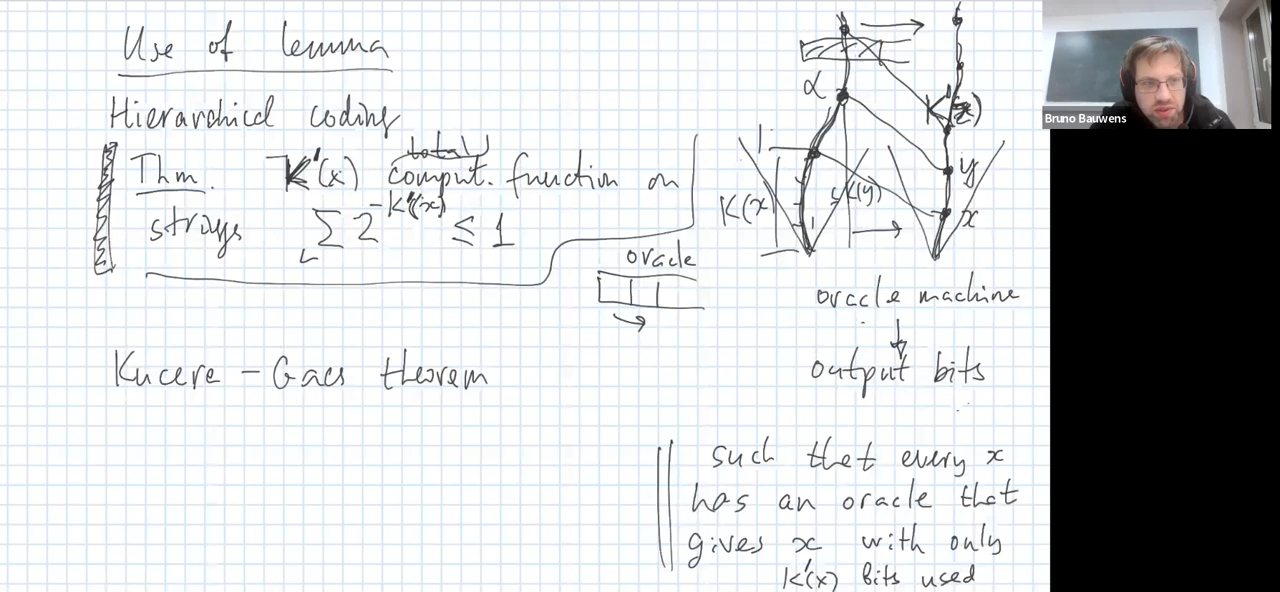 Use of lemma
Hierarchical coding
total
Thm. K'(x) comput. function on
strings ∑ 2^-K'(x) ≤ 1
L
oracle
Kucera - Gacs theorem
α
K(x)
y
x
oracle machine
output bits
such that every x
has an oracle that
gives x with only
K'(x) bits used
Bruno Bauwens